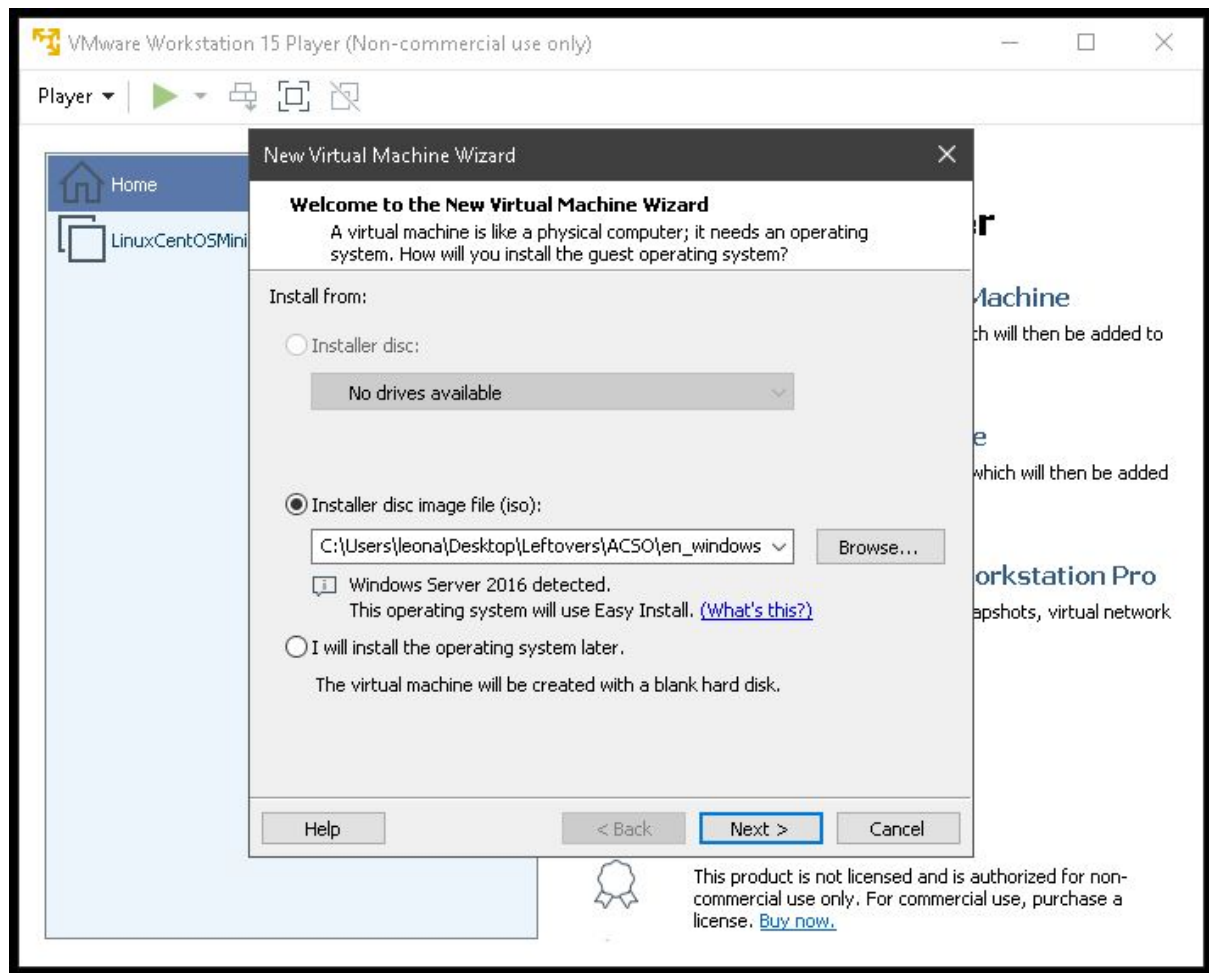 VMware Workstation 15 Player (Non-commercial use only)
Player
Home
LinuxCentOSMini
New Virtual Machine Wizard
Welcome to the New Virtual Machine Wizard
A virtual machine is like a physical computer; it needs an operating
system. How will you install the guest operating system?
Install from:
Installer disc:
No drives available
Installer disc image file (iso):
C:\Users\leona\Desktop\Leftovers\ACSO\en_windows
Browse...
Windows Server 2016 detected.
This operating system will use Easy Install. (What's this?)
I will install the operating system later.
The virtual machine will be created with a blank hard disk.
Help
< Back
Next >
Cancel
will then be added to
which will then be added
Pro
virtual network
This product is not licensed and is authorized for non-
commercial use only. For commercial use, purchase a
license. Buy now.